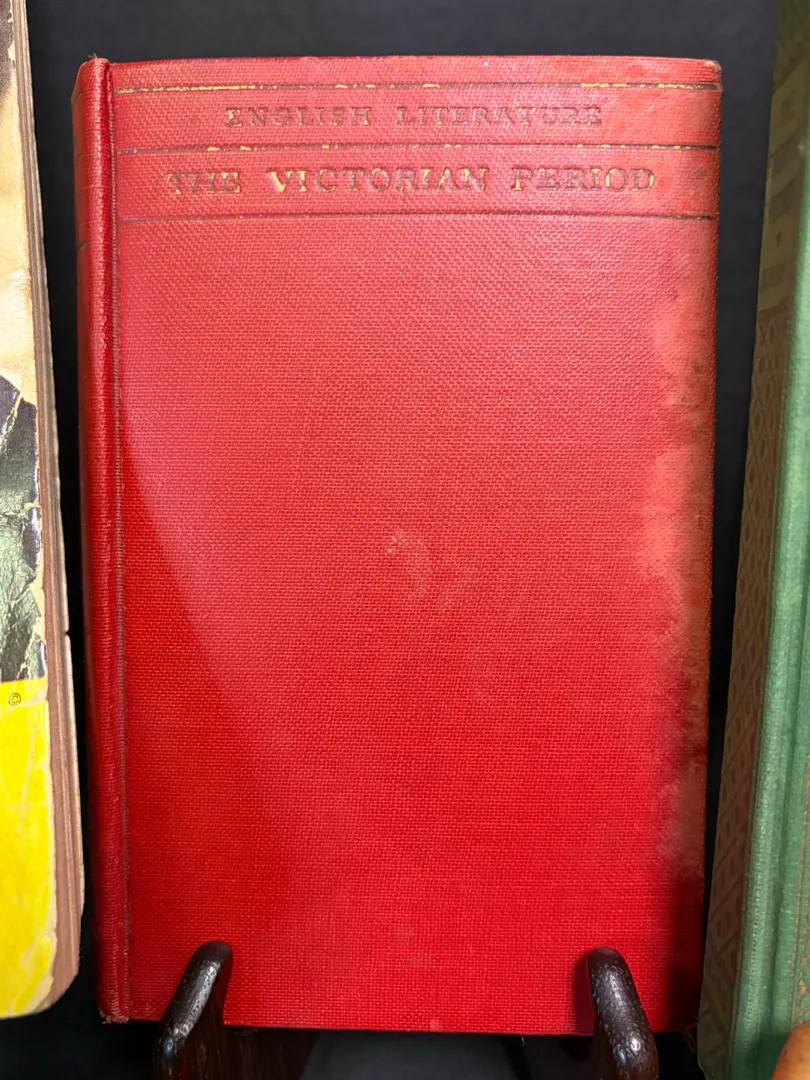 ENGLISH LITERATURE
THE VICTORIAN PERIOD
©